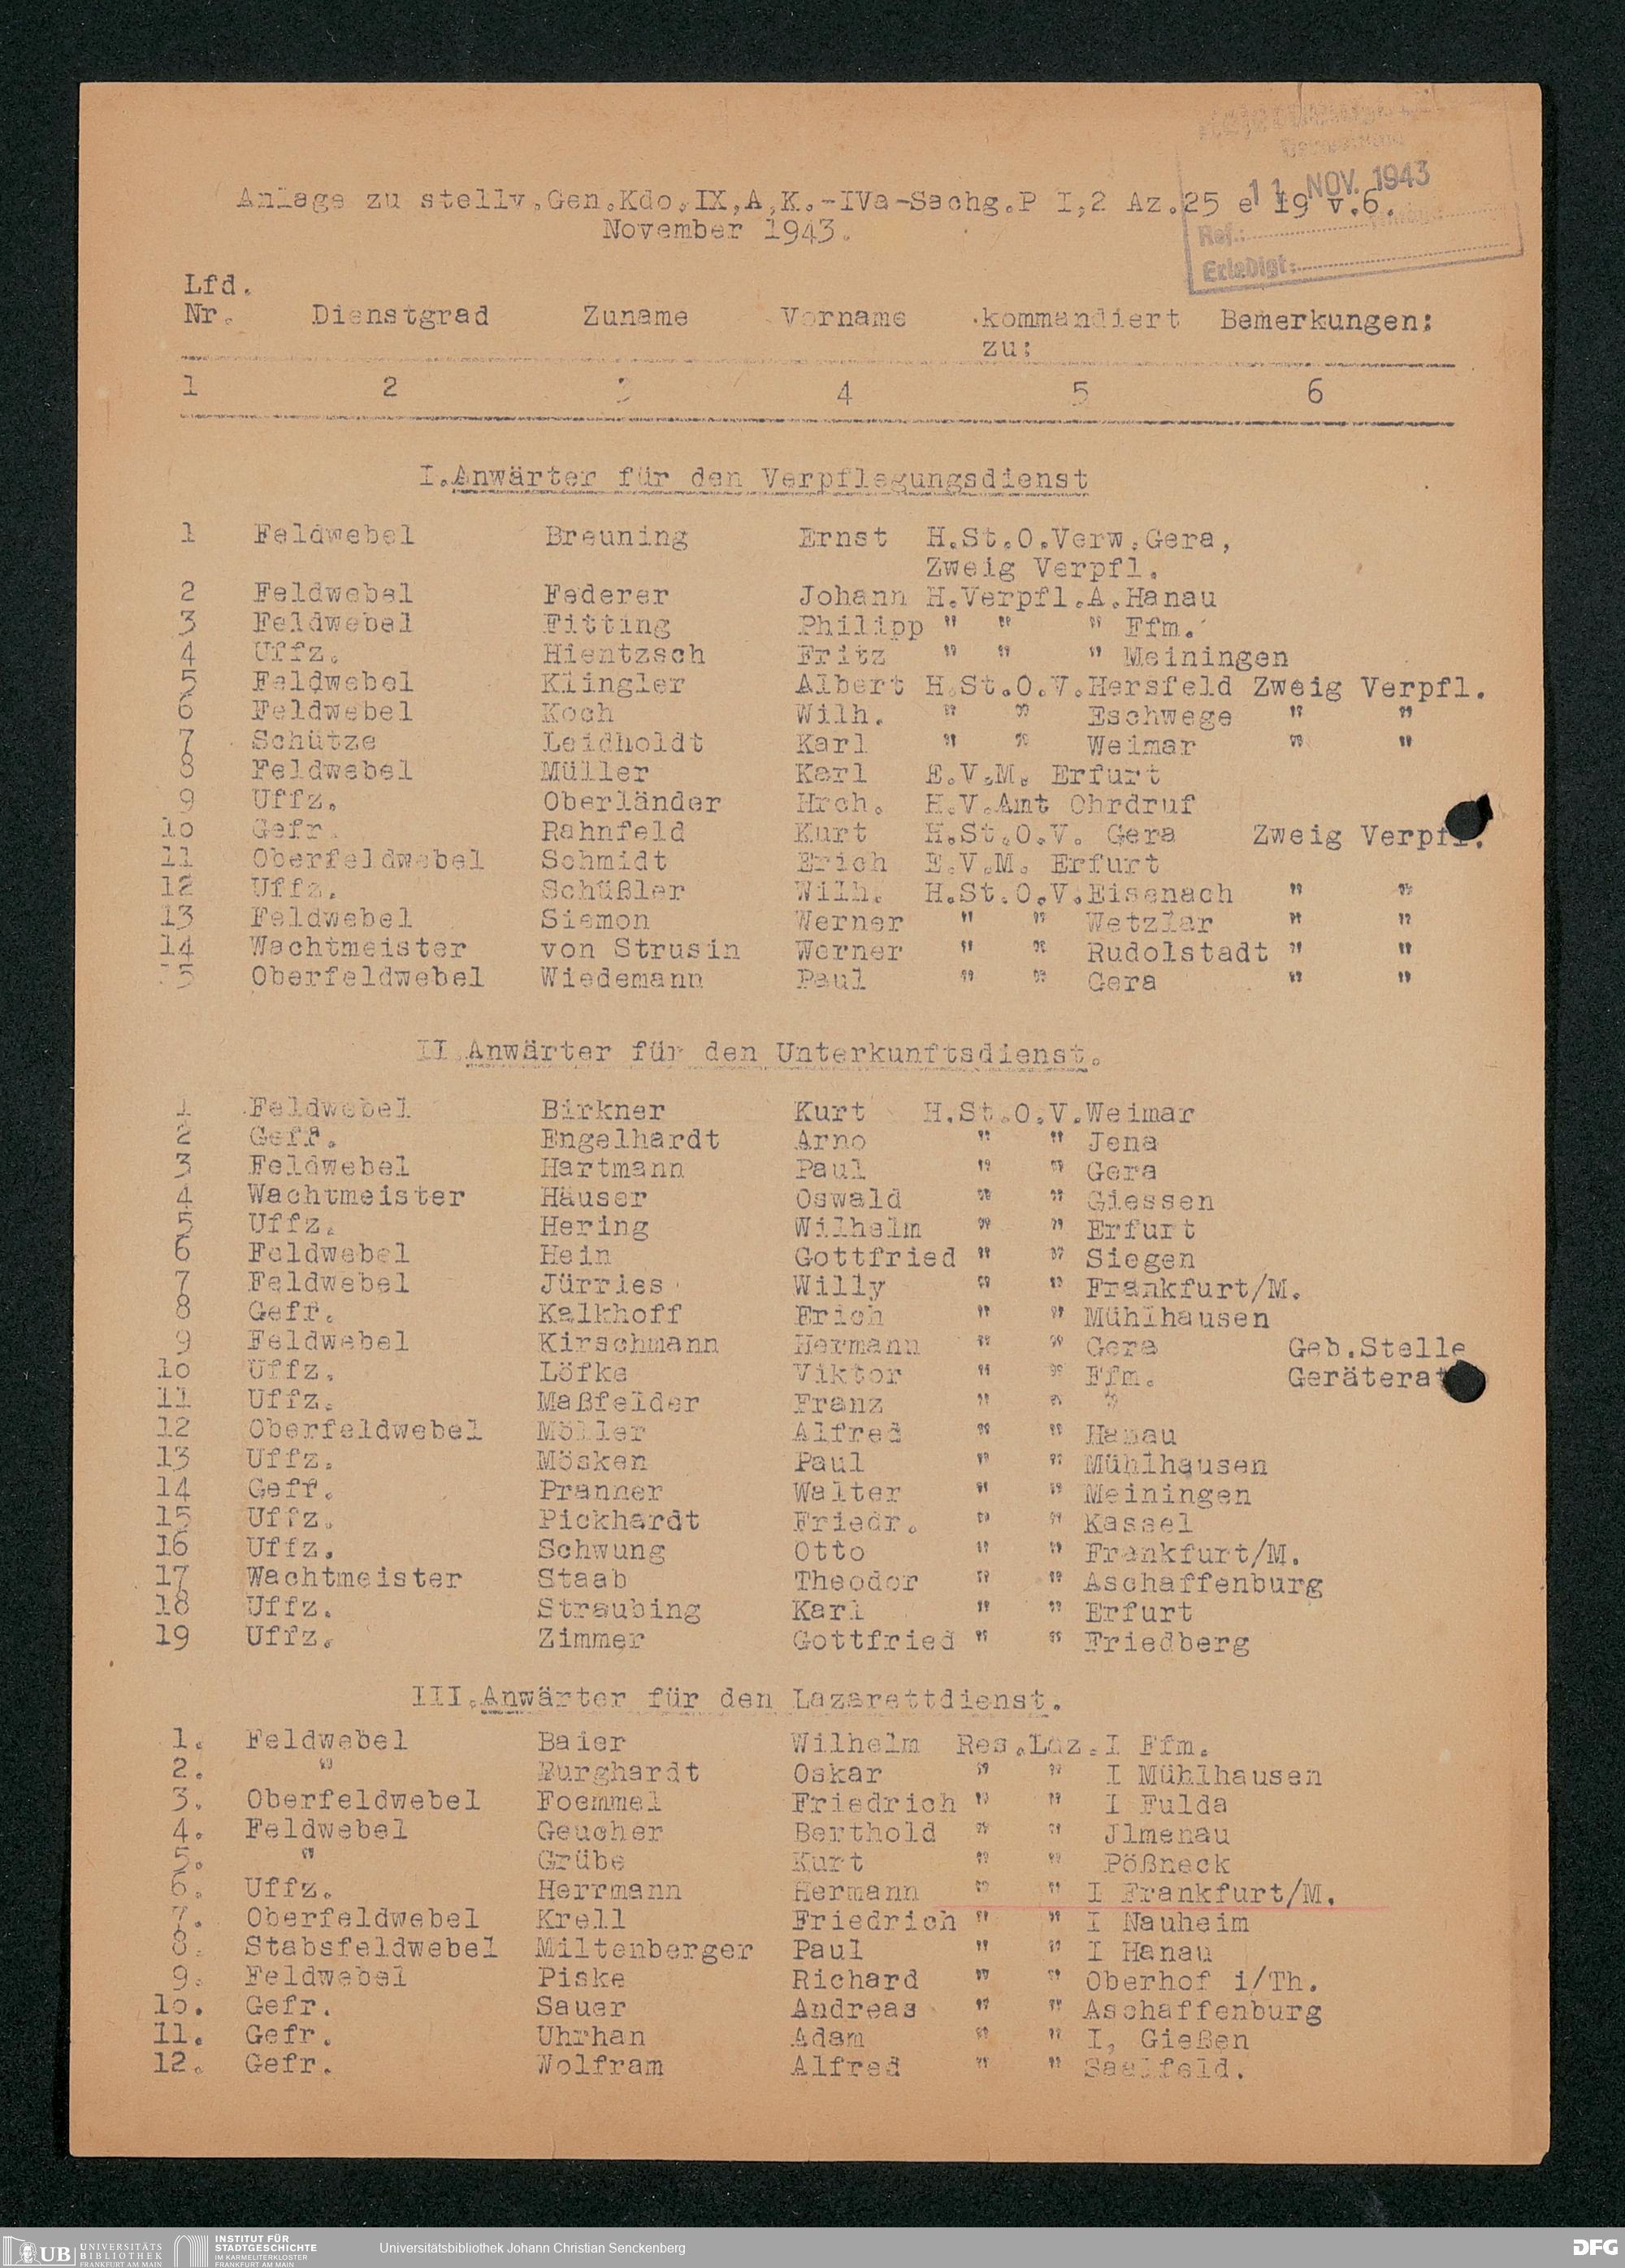 11. NOV. 1943
Ref.:
Erledigt:
Anlage zu stellv.Gen.Kdo.IX,A,K.-IVa-Sachg.P I,2 Az.25 e 19 v.6.
November 1943.
Lfd.
Nr. Dienstgrad Zuname Vorname kommandiert Bemerkungen:
zu:
1 2 3 4 5 6
I.Anwärter für den Verpflegungsdienst
1 Feldwebel Breuning Ernst H.St.O.Verw.Gera,
Zweig Verpfl.
2 Feldwebel Federer Johann H.Verpfl.A.Hanau
3 Feldwebel Fitting Philipp " " " Ffm.
4 Uffz. Hientzsch Fritz " " " Meiningen
5 Feldwebel Klingler Albert H.St.O.V.Hersfeld Zweig Verpfl.
6 Feldwebel Koch Wilh. " " Eschwege " "
7 Schütze Leidholdt Karl " " Weimar " "
8 Feldwebel Müller Karl E.V.M. Erfurt
9 Uffz. Oberländer Hrch. H.V.Amt Ohrdruf
1o Gefr. Rahnfeld Kurt H.St.O.V. Gera Zweig Verpfl.
11 Oberfeldwebel Schmidt Erich E.V.M. Erfurt
12 Uffz. Schüßler Wilh. H.St.O.V.Eisenach " "
13 Feldwebel Siemon Werner " " Wetzlar " "
14 Wachtmeister von Strusin Werner " " Rudolstadt " "
15 Oberfeldwebel Wiedemann Paul " " Gera " "
II.Anwärter für den Unterkunftsdienst.
1 Feldwebel Birkner Kurt H.St.O.V.Weimar
2 Gefr. Engelhardt Arno " " Jena
3 Feldwebel Hartmann Paul " " Gera
4 Wachtmeister Häuser Oswald " " Giessen
5 Uffz. Hering Wilhelm " " Erfurt
6 Feldwebel Hein Gottfried " " Siegen
7 Feldwebel Jürries Willy " " Frankfurt/M.
8 Gefr. Kalkhoff Erich " " Mühlhausen
9 Feldwebel Kirschmann Hermann " " Gera Geb.Stelle
1o Uffz. Löfke Viktor " " Ffm. Geräterat
11 Uffz. Maßfelder Franz " " "
12 Oberfeldwebel Möller Alfred " " Hanau
13 Uffz. Mösken Paul " " Mühlhausen
14 Gefr. Pranner Walter " " Meiningen
15 Uffz. Pickhardt Friedr. " " Kassel
16 Uffz. Schwung Otto " " Frankfurt/M.
17 Wachtmeister Staab Theodor " " Aschaffenburg
18 Uffz. Straubing Karl " " Erfurt
19 Uffz. Zimmer Gottfried " " Friedberg
III.Anwärter für den Lazarettdienst.
1. Feldwebel Baier Wilhelm Res.Laz.I Ffm.
2. " Burghardt Oskar " " I Mühlhausen
3. Oberfeldwebel Foemmel Friedrich " " I Fulda
4. Feldwebel Geucher Berthold " " Jlmenau
5. " Grübe Kurt " " Pößneck
6. Uffz. Herrmann Hermann " " I Frankfurt/M.
7. Oberfeldwebel Krell Friedrich " " I Nauheim
8. Stabsfeldwebel Miltenberger Paul " " I Hanau
9. Feldwebel Piske Richard " " Oberhof i/Th.
1o. Gefr. Sauer Andreas " " Aschaffenburg
11. Gefr. Uhrhan Adam " " I, Gießen
12. Gefr. Wolfram Alfred " " Saalfeld.
UB UNIVERSITÄTS
BIBLIOTHEK
FRANKFURT AM MAIN
INSTITUT FÜR
STADTGESCHICHTE
IM KARMELITERKLOSTER
FRANKFURT AM MAIN
Universitätsbibliothek Johann Christian Senckenberg
DFG